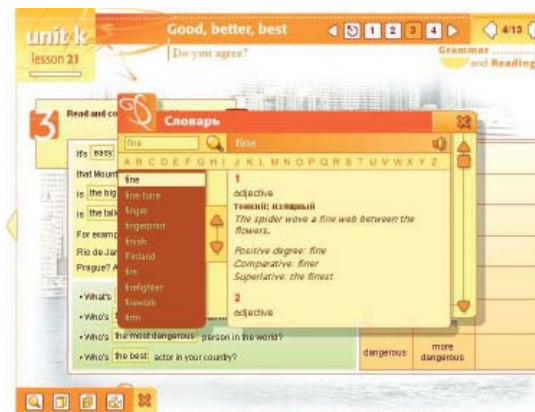 unit k
lesson 21
Good, better, best
Do you agree?
1 2 3 4
4/13
Grammar
and Reading
3
Read and co
Словарь
fine
fine
A B C D E F G H I J K L M N O P Q R S T U V W X Y Z
fine
fine-tune
finger
fingerprint
finish
Finland
fire
firefighter
firework
firm
1
adjective
тонкий; изящный
The spider wove a fine web between the
flowers.
Positive degree: fine
Comparative: finer
Superlative: the finest
2
adjective
It's easy
that Mount
is the big
is the tall
For examp
Rio de Jan
Prague? A
• What's
• Who's
• Who's the most dangerous person in the world?
• Who's the best actor in your country?
dangerous
more
dangerous